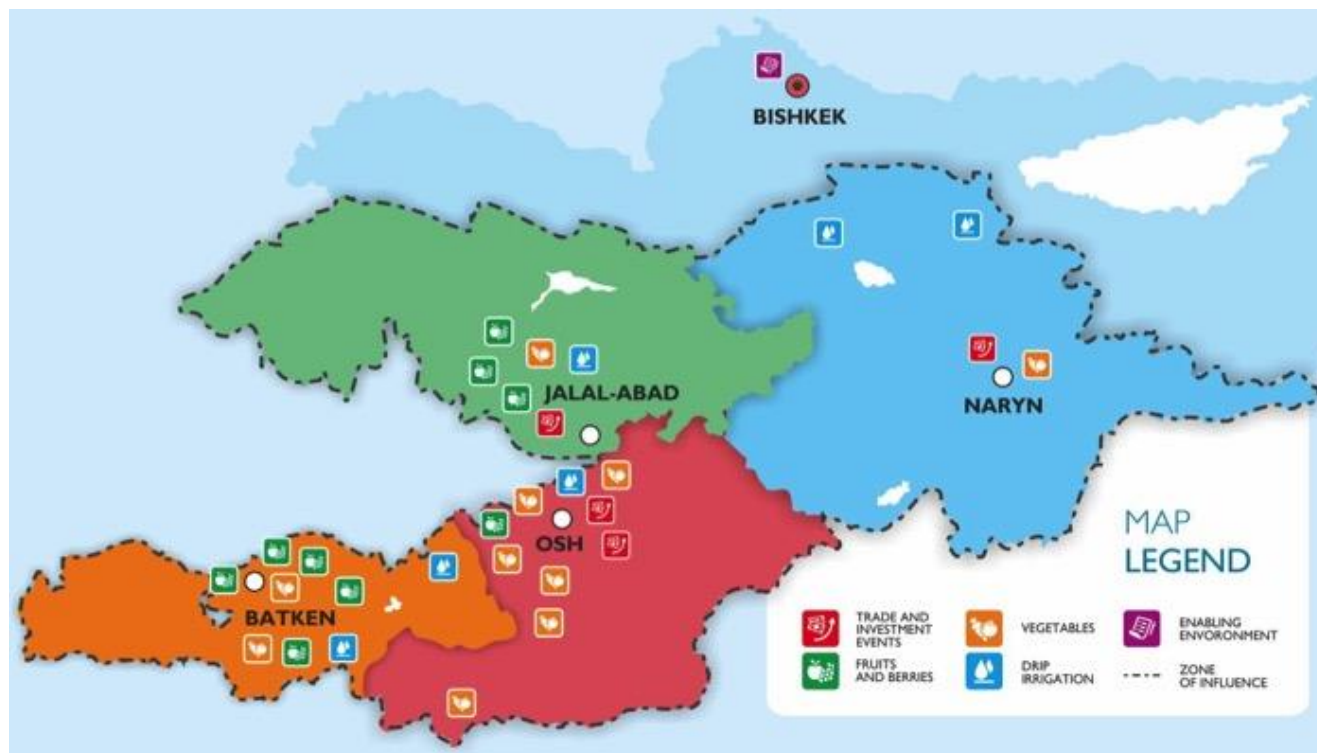 BISHKEK
JALAL-ABAD
NARYN
OSH
BATKEN
MAP
LEGEND
TRADE AND
INVESTMENT
EVENTS
VEGETABLES
ENABLING
ENVORONMENT
FRUITS
AND BERRIES
DRIP
IRRIGATION
ZONE
OF INFLUENCE